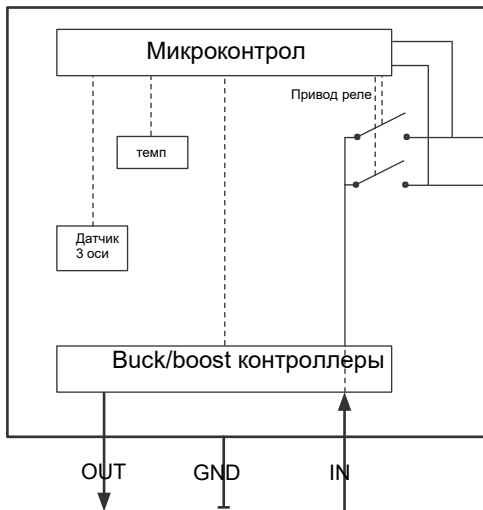 Микроконтрол
Привод реле
темп
Датчик
3 оси
Buck/boost контроллеры
OUT
GND
IN